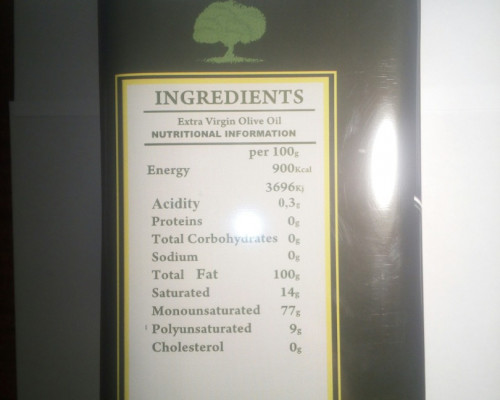 INGREDIENTS
Extra Virgin Olive Oil
NUTRITIONAL INFORMATION
per 100g
Energy 900Kcal
3696Kj
Acidity 0,3g
Proteins 0g
Total Corbohydrates 0g
Sodium 0g
Total Fat 100g
Saturated 14g
Monounsaturated 77g
Polyunsaturated 9g
Cholesterol 0g